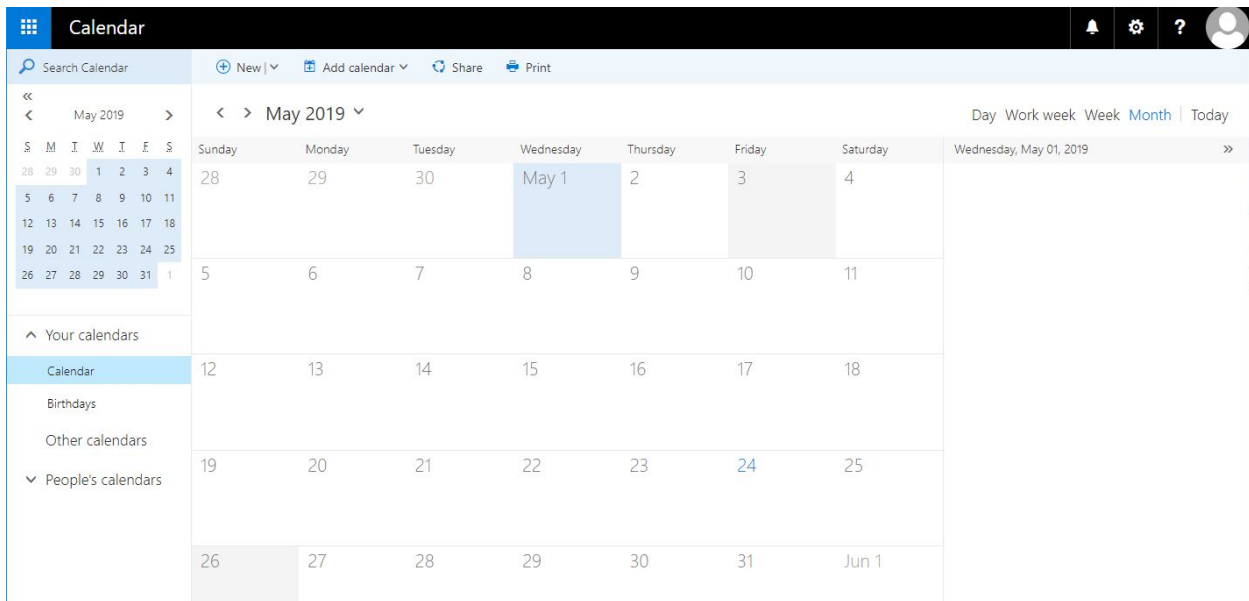 Calendar
?
Search Calendar
New
Add calendar
Share
Print
«
May 2019
S M T W T F S
28 29 30 1 2 3 4
5 6 7 8 9 10 11
12 13 14 15 16 17 18
19 20 21 22 23 24 25
26 27 28 29 30 31 1
Your calendars
Calendar
Birthdays
Other calendars
People's calendars
May 2019
Day Work week Week Month Today
Sunday Monday Tuesday Wednesday Thursday Friday Saturday
28 29 30 May 1 2 3 4
5 6 7 8 9 10 11
12 13 14 15 16 17 18
19 20 21 22 23 24 25
26 27 28 29 30 31 Jun 1
Wednesday, May 01, 2019 »